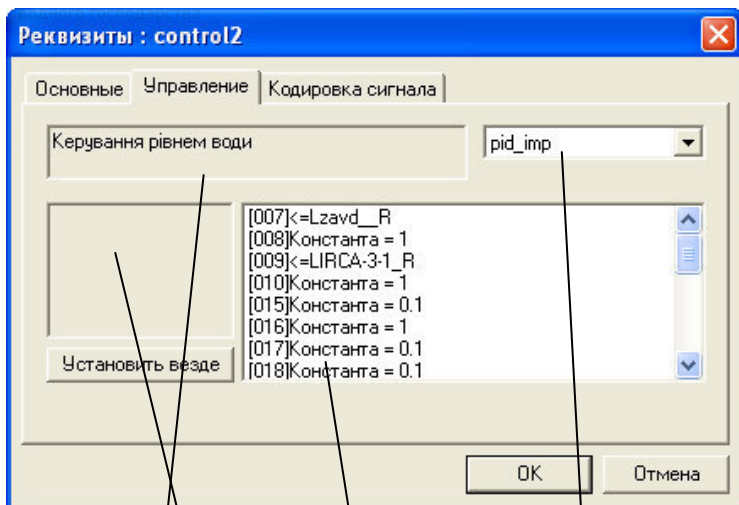 Реквизиты : control2
Основные Управление Кодировка сигнала
Керування рівнем води
pid_imp
[007]<=Lzavd__R
[008]Константа = 1
[009]<=LIRCA-3-1_R
[010]Константа = 1
[015]Константа = 0.1
[016]Константа = 1
[017]Константа = 0.1
[018]Константа = 0.1
Установить везде
OK Отмена